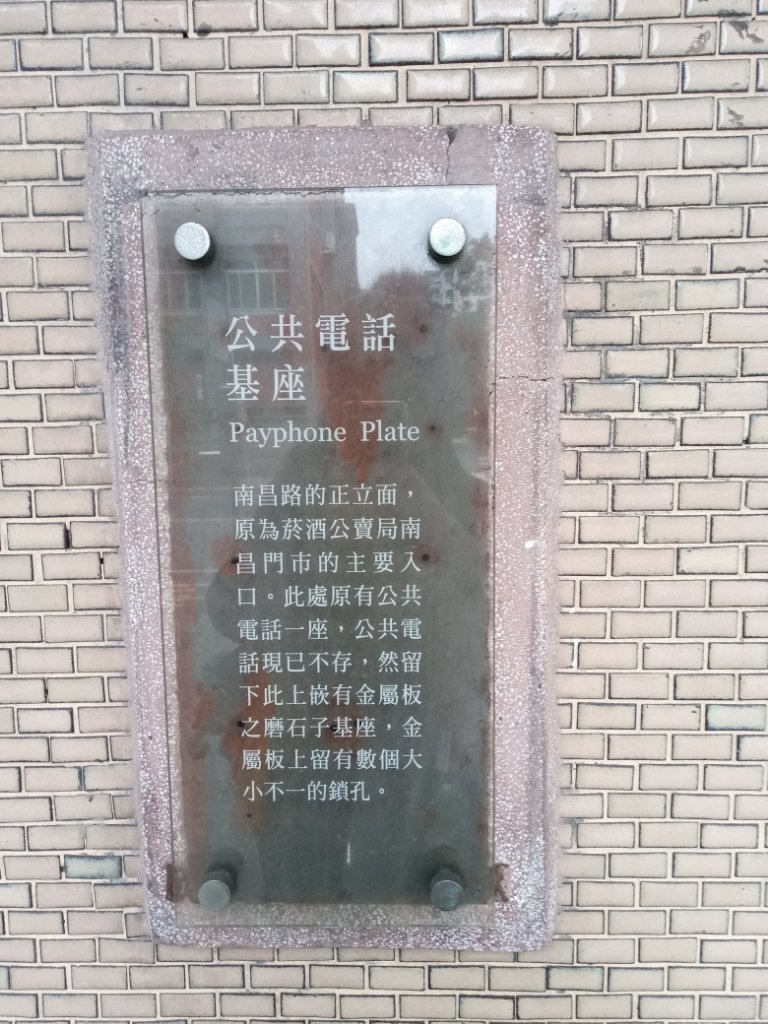 公共電話
基座
Payphone Plate
南昌路的正立面，
原為菸酒公賣局南
昌門市的主要入
口。此處原有公共
電話一座，公共電
話現已不存，然留
下此上嵌有金屬板
之磨石子基座，金
屬板上留有數個大
小不一的鎖孔。